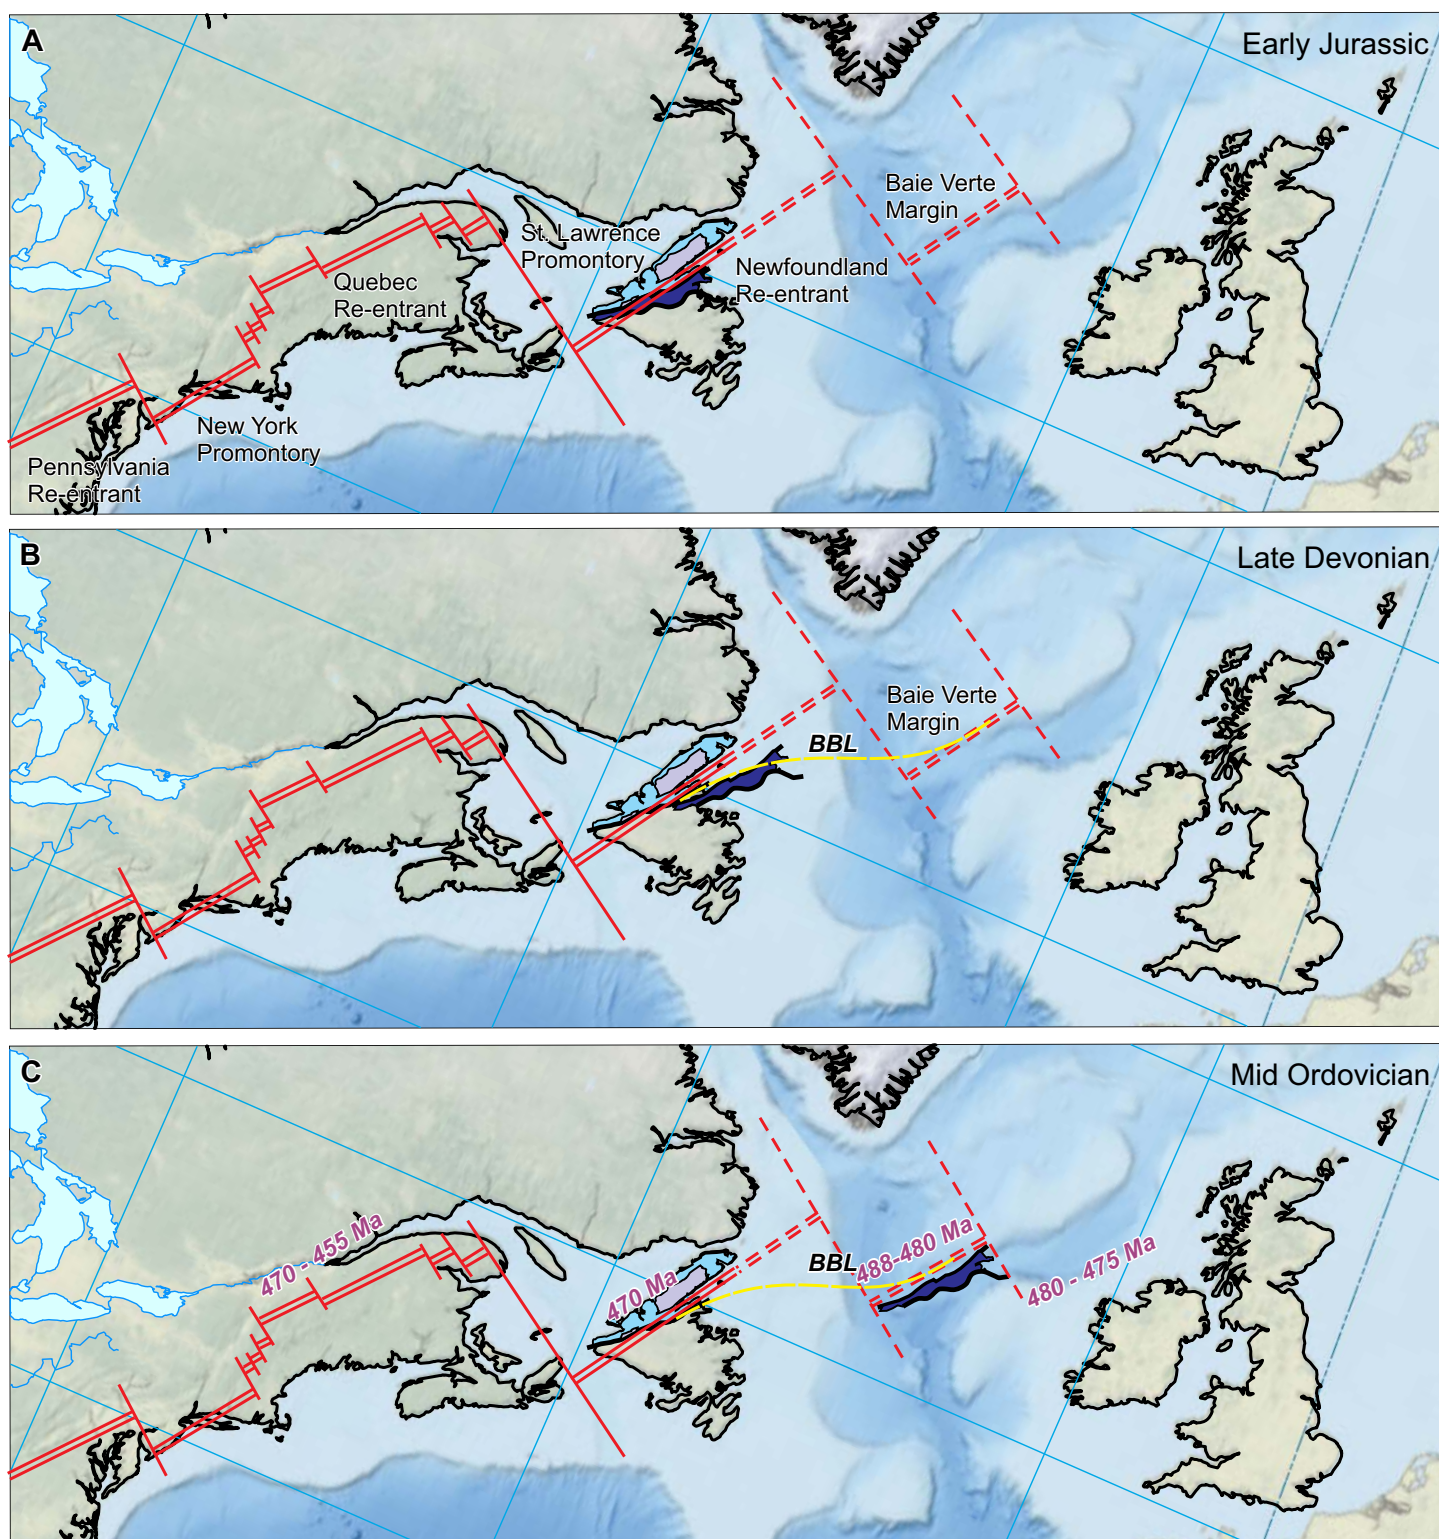 A
Early Jurassic
Baie Verte
Margin
St. Lawrence
Promontory
Newfoundland
Re-entrant
Quebec
Re-entrant
New York
Promontory
Pennsylvania
Re-entrant
B
Late Devonian
Baie Verte
Margin
BBL
C
Mid Ordovician
470 - 455 Ma
470 Ma
BBL
488-480 Ma
480 - 475 Ma